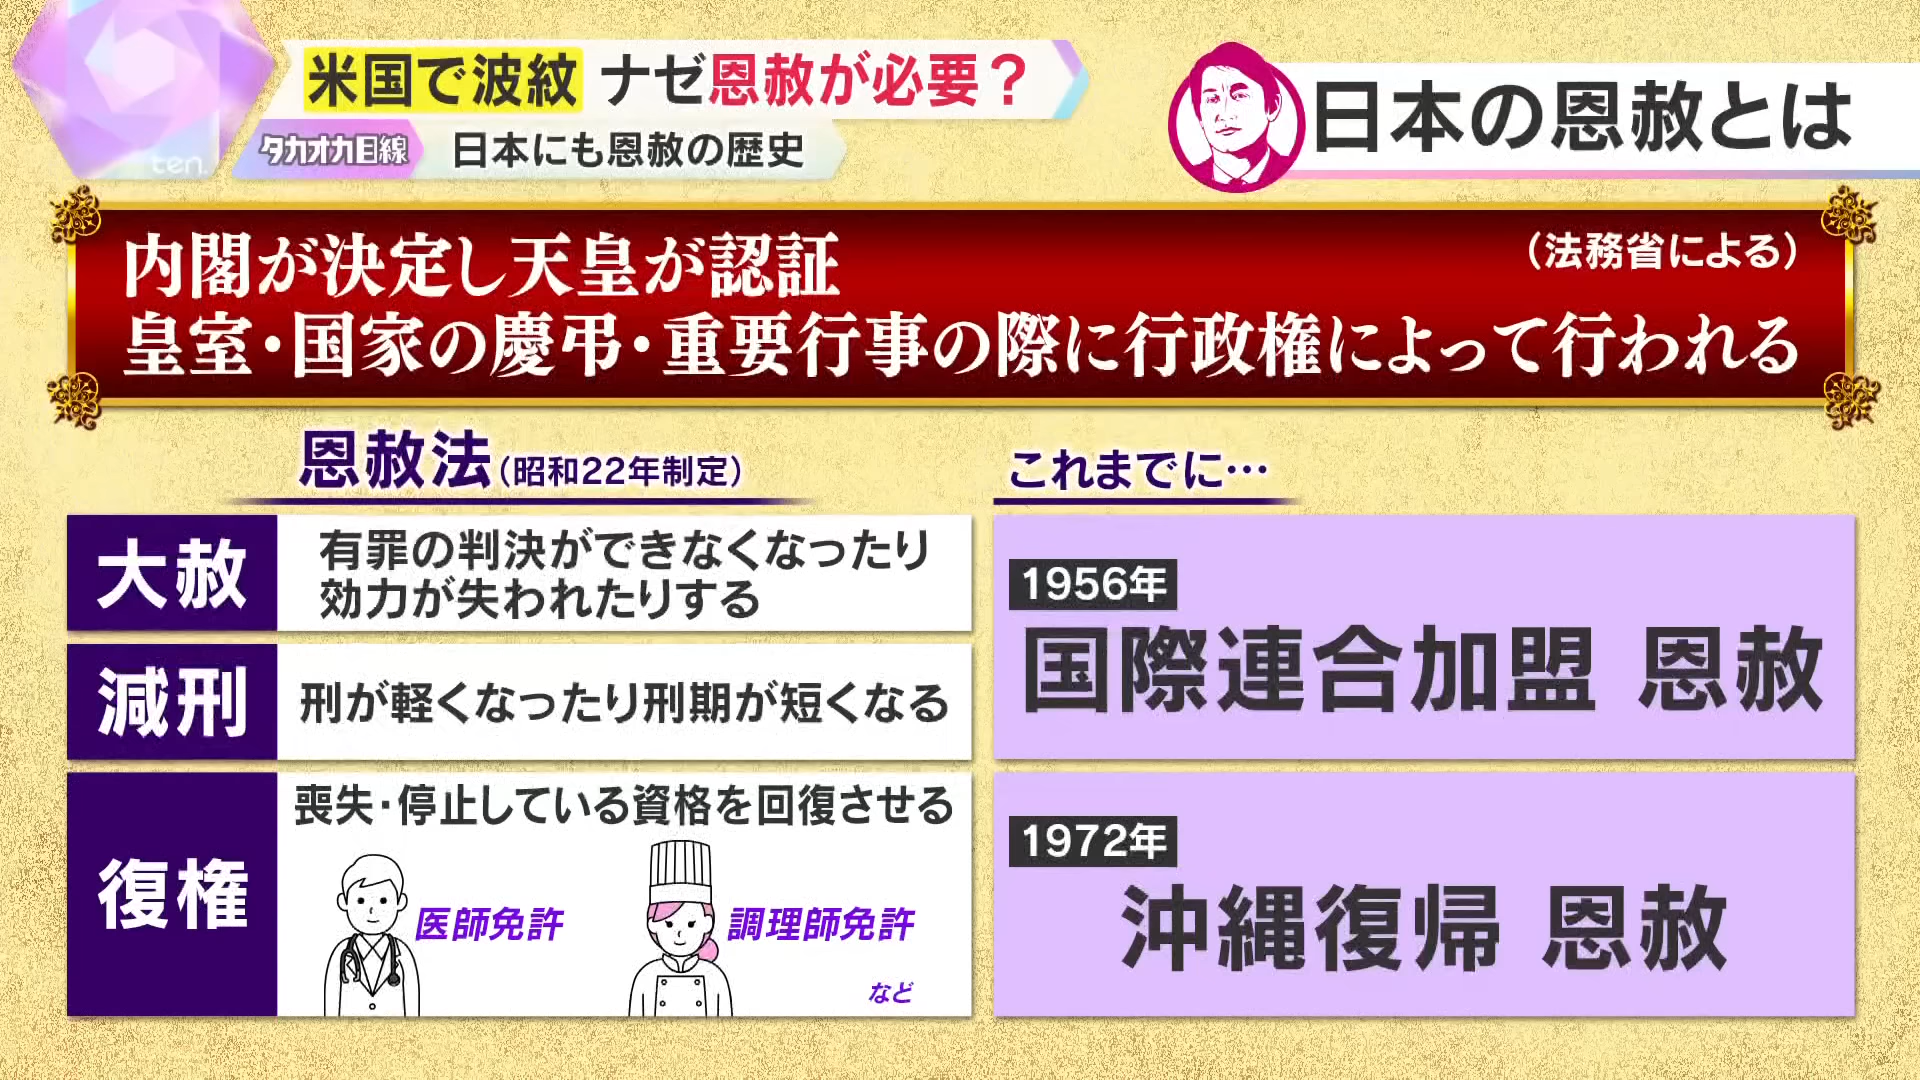 米国で波紋 ナゼ恩赦が必要？
タカオカ目線 日本にも恩赦の歴史
ten.
日本の恩赦とは
内閣が決定し天皇が認証
(法務省による)
皇室・国家の慶弔・重要行事の際に行政権によって行われる
恩赦法(昭和22年制定)
大赦
有罪の判決ができなくなったり
効力が失われたりする
減刑
刑が軽くなったり刑期が短くなる
復権
喪失・停止している資格を回復させる
医師免許
調理師免許
など
これまでに…
1956年
国際連合加盟 恩赦
1972年
沖縄復帰 恩赦